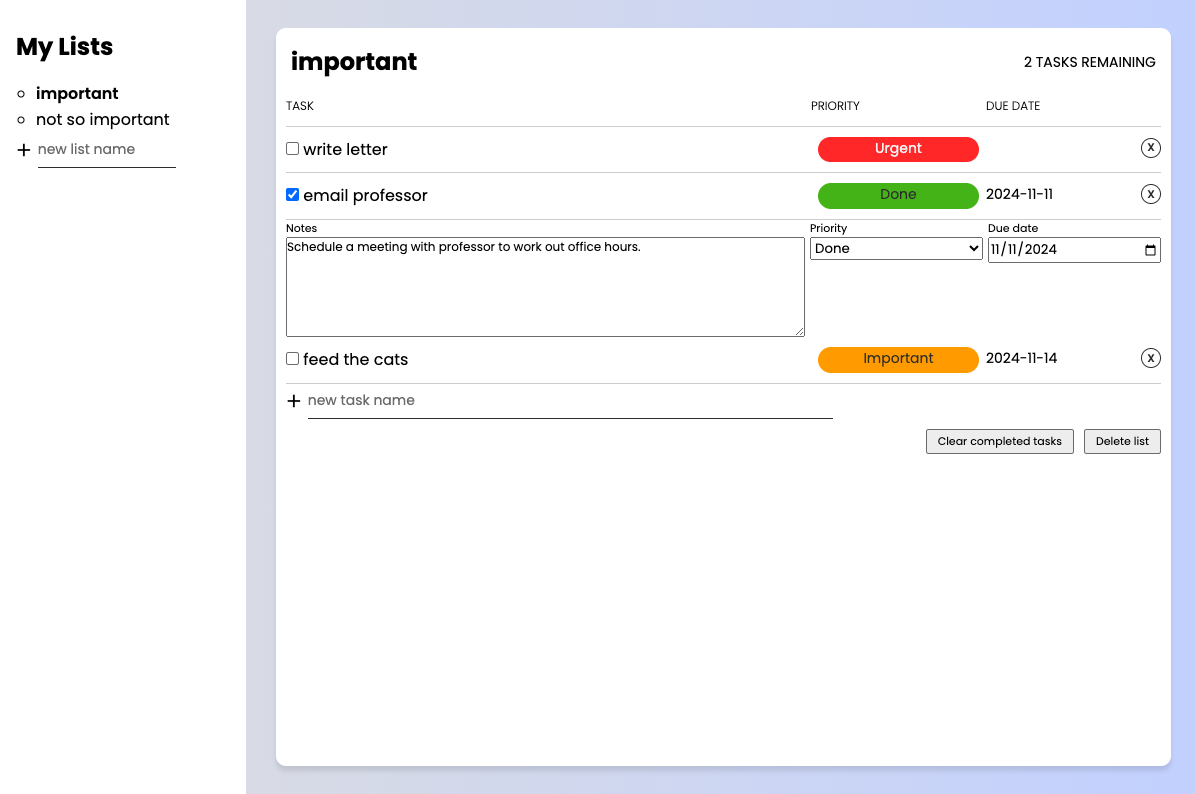 My Lists
important
not so important
+ new list name
important
2 TASKS REMAINING
TASK PRIORITY DUE DATE
write letter Urgent X
email professor Done 2024-11-11 X
Notes Priority Due date
Schedule a meeting with professor to work out office hours. Done 11/11/2024
feed the cats Important 2024-11-14 X
+ new task name
Clear completed tasks Delete list